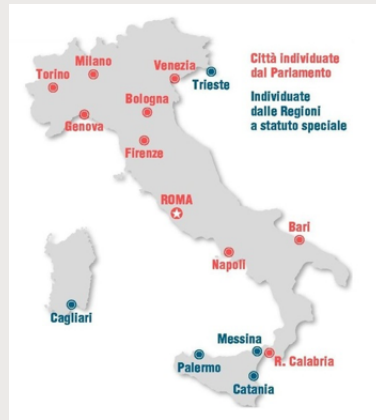 Milano
Torino
Venezia
Trieste
Bologna
Genova
Firenze
ROMA
Bari
Napoli
Cagliari
Messina
R. Calabria
Palermo
Catania
Città individuate
dal Parlamento
Individuate
dalle Regioni
a statuto speciale